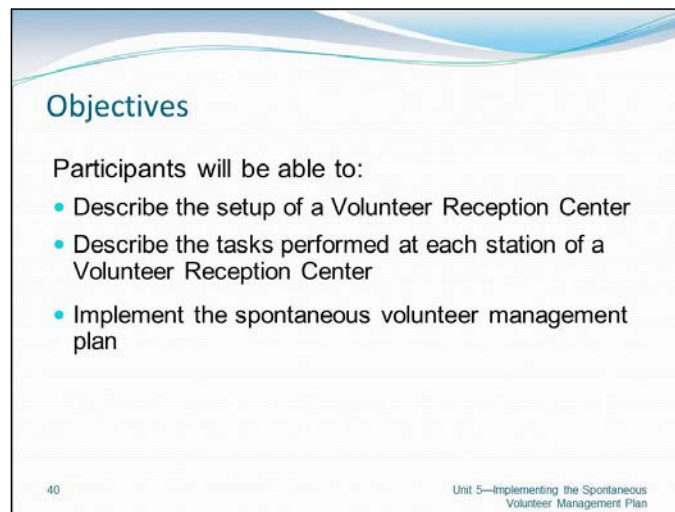 Objectives
Participants will be able to:
• Describe the setup of a Volunteer Reception Center
• Describe the tasks performed at each station of a
Volunteer Reception Center
• Implement the spontaneous volunteer management
plan
40
Unit 5—Implementing the Spontaneous
Volunteer Management Plan